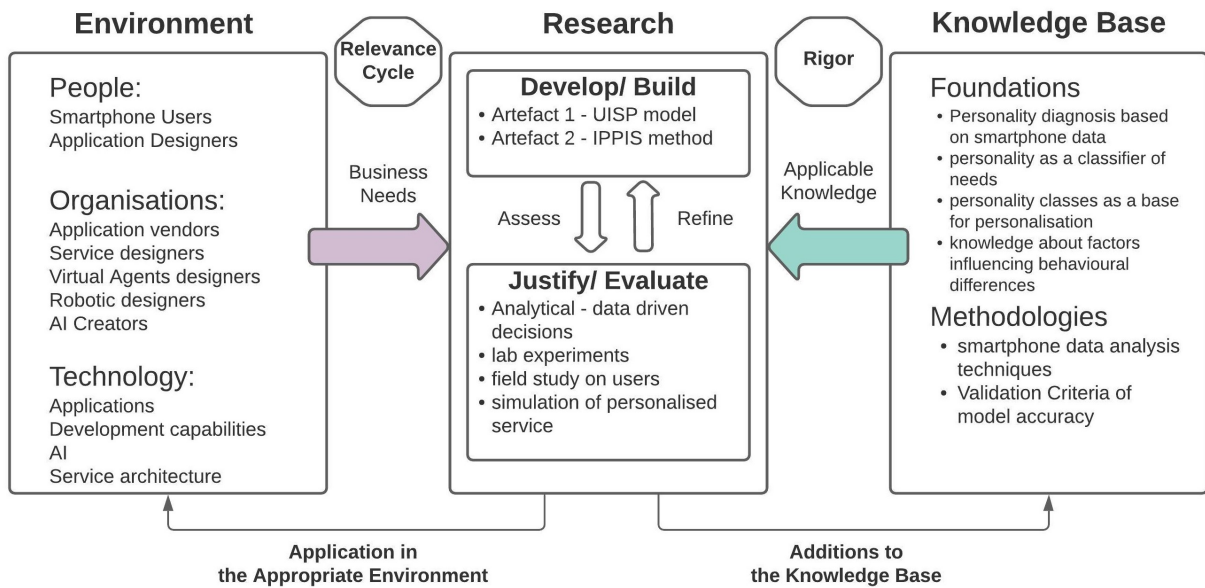 Environment
Research
Knowledge Base
Relevance
Cycle
Rigor
People:
Smartphone Users
Application Designers
Organisations:
Application vendors
Service designers
Virtual Agents designers
Robotic designers
AI Creators
Technology:
Applications
Development capabilities
AI
Service architecture
Business
Needs
Develop/ Build
• Artefact 1 - UISP model
• Artefact 2 - IPPIS method
Assess
Refine
Justify/ Evaluate
• Analytical - data driven
decisions
• lab experiments
• field study on users
• simulation of personalised
service
Applicable
Knowledge
Foundations
• Personality diagnosis based
on smartphone data
• personality as a classifier of
needs
• personality classes as a base
for personalisation
• knowledge about factors
influencing behavioural
differences
Methodologies
• smartphone data analysis
techniques
• Validation Criteria of
model accuracy
Application in
the Appropriate Environment
Additions to
the Knowledge Base